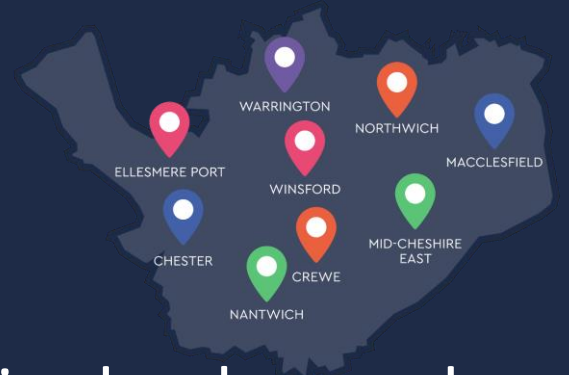 WARRINGTON
NORTHWICH
MACCLESFIELD
ELLESMERE PORT
WINSFORD
MID-CHESHIRE
EAST
CHESTER
CREWE
NANTWICH